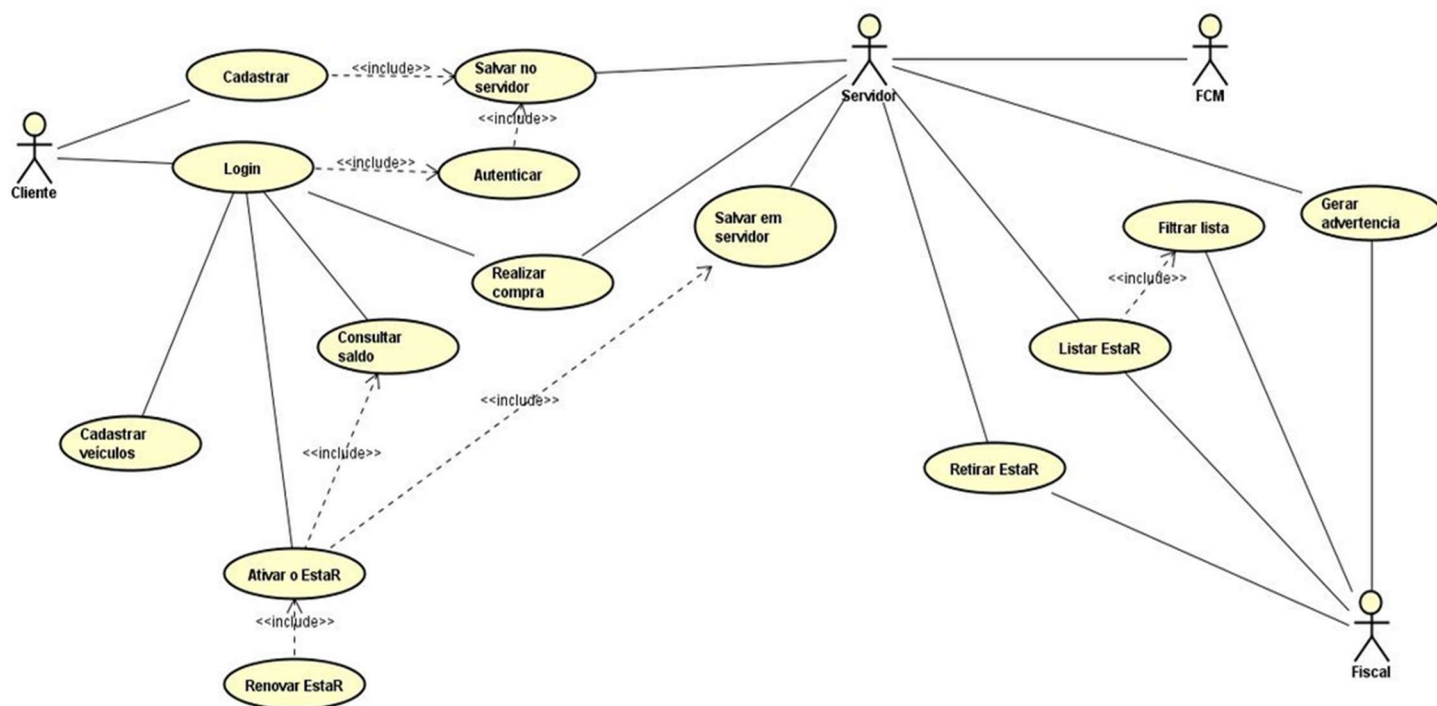 Servidor
FCM
Cadastrar
<<include>>
Salvar no
servidor
<<include>>
Cliente
Login
<<include>>
Autenticar
Salvar em
servidor
Gerar
advertencia
Filtrar lista
<<include>>
Realizar
compra
Consultar
saldo
Listar EstaR
<<include>>
Cadastrar
veículos
<<include>>
Retirar EstaR
Ativar o EstaR
<<include>>
Renovar EstaR
Fiscal